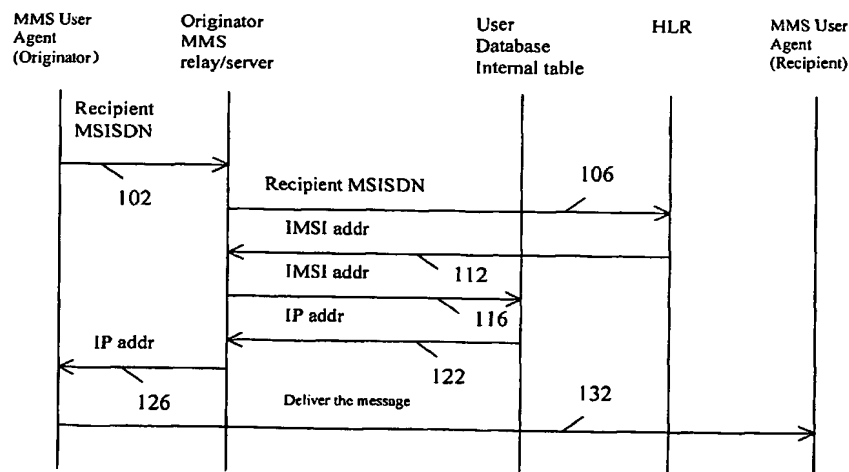 MMS User
Agent
(Originator)
Originator
MMS
relay/server
User
Database
Internal table
HLR
MMS User
Agent
(Recipient)
Recipient
MSISDN
102
Recipient MSISDN
106
IMSI addr
112
IMSI addr
116
IP addr
122
IP addr
126
Deliver the message
132